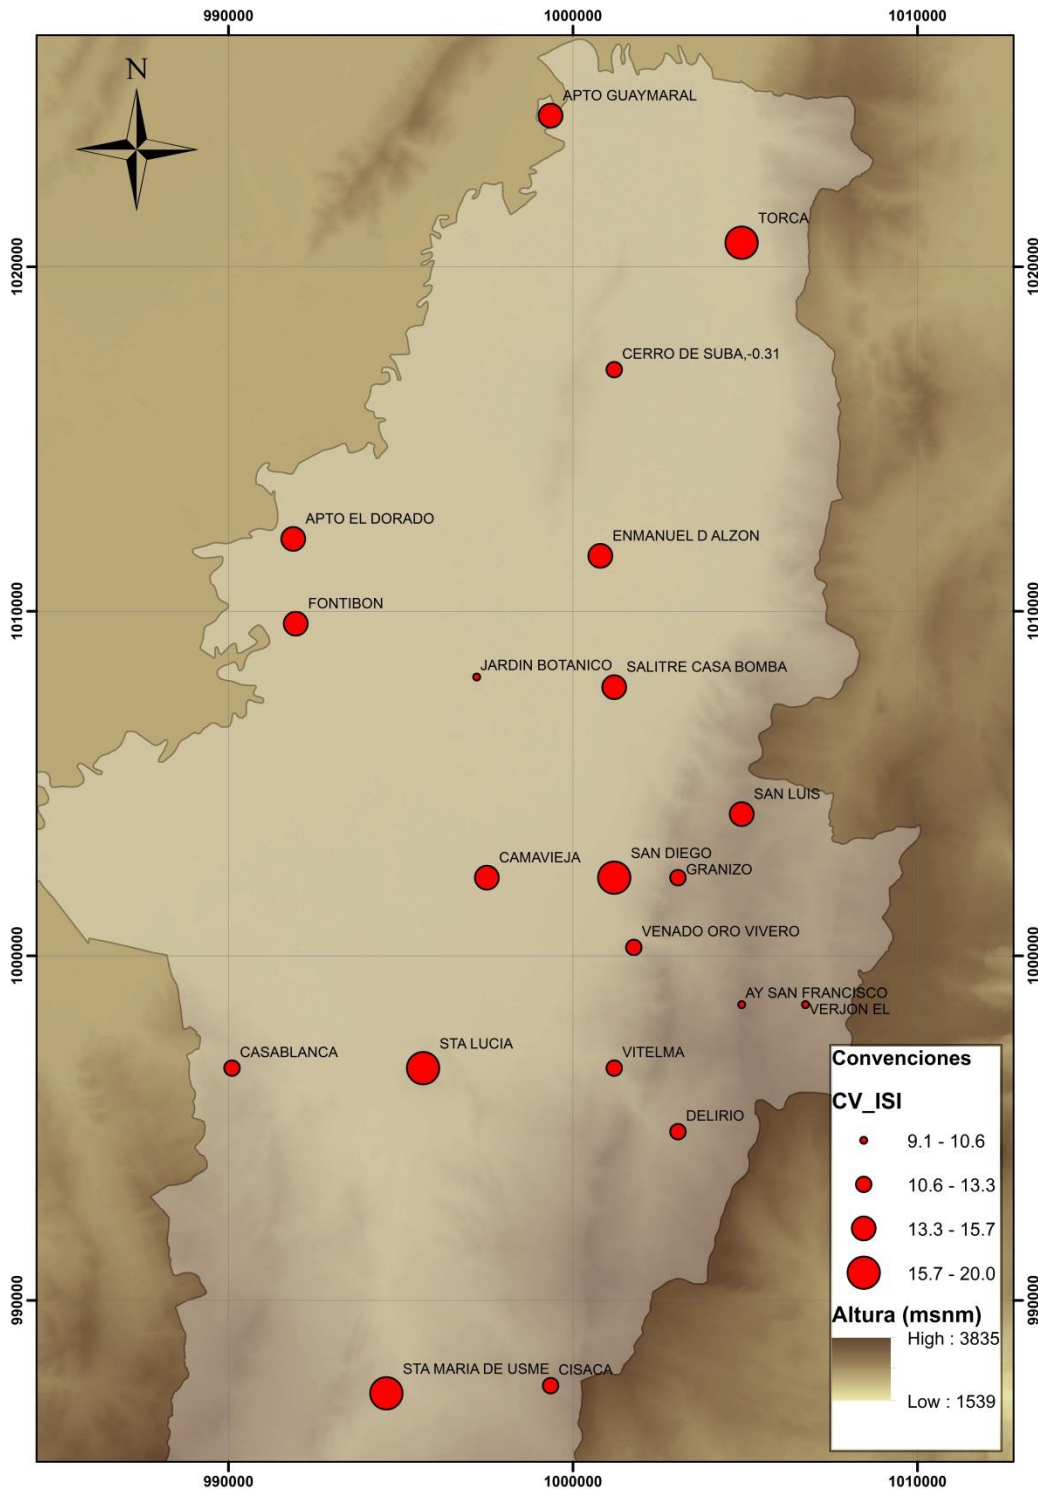 990000
1000000
1010000
N
APTO GUAYMARAL
TORCA
1020000
1020000
CERRO DE SUBA,-0.31
APTO EL DORADO
ENMANUEL D ALZON
1010000
1010000
FONTIBON
JARDIN BOTANICO
SALITRE CASA BOMBA
SAN LUIS
CAMAVIEJA
SAN DIEGO
GRANIZO
VENADO ORO VIVERO
1000000
1000000
AY SAN FRANCISCO
VERJON EL
CASABLANCA
STA LUCIA
VITELMA
DELIRIO
Convenciones
CV_ISI
9.1 - 10.6
10.6 - 13.3
13.3 - 15.7
15.7 - 20.0
Altura (msnm)
High : 3835
Low : 1539
990000
990000
STA MARIA DE USME
CISACA
990000
1000000
1010000